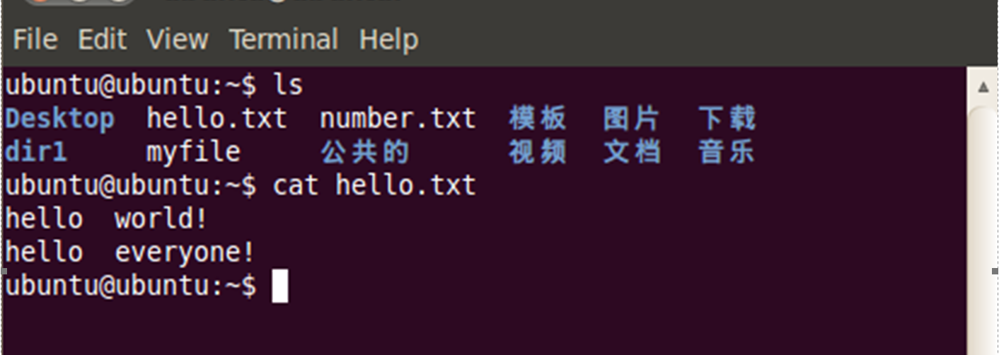 File Edit View Terminal Help
ubuntu@ubuntu:~$ ls
Desktop  hello.txt  number.txt  模板  图片  下载
dir1     myfile     公共的      视频  文档  音乐
ubuntu@ubuntu:~$ cat hello.txt
hello  world!
hello  everyone!
ubuntu@ubuntu:~$